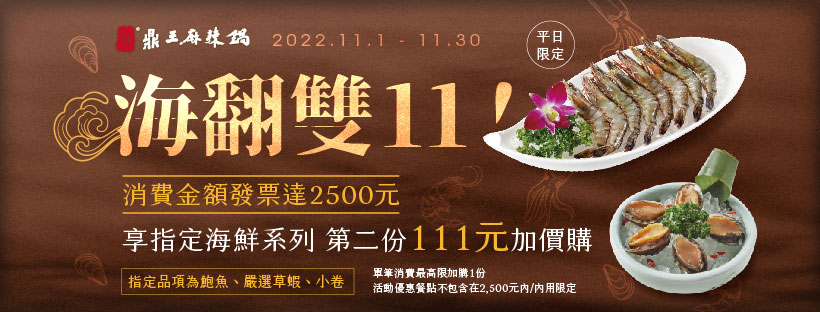 鼎王麻辣鍋 2022.11.1 - 11.30
平日
限定
海翻雙11!
消費金額發票達2500元
享指定海鮮系列 第二份111元加價購
指定品項為鮑魚、嚴選草蝦、小卷
單筆消費最高限加購1份
活動優惠餐點不包含在2,500元內/內用限定